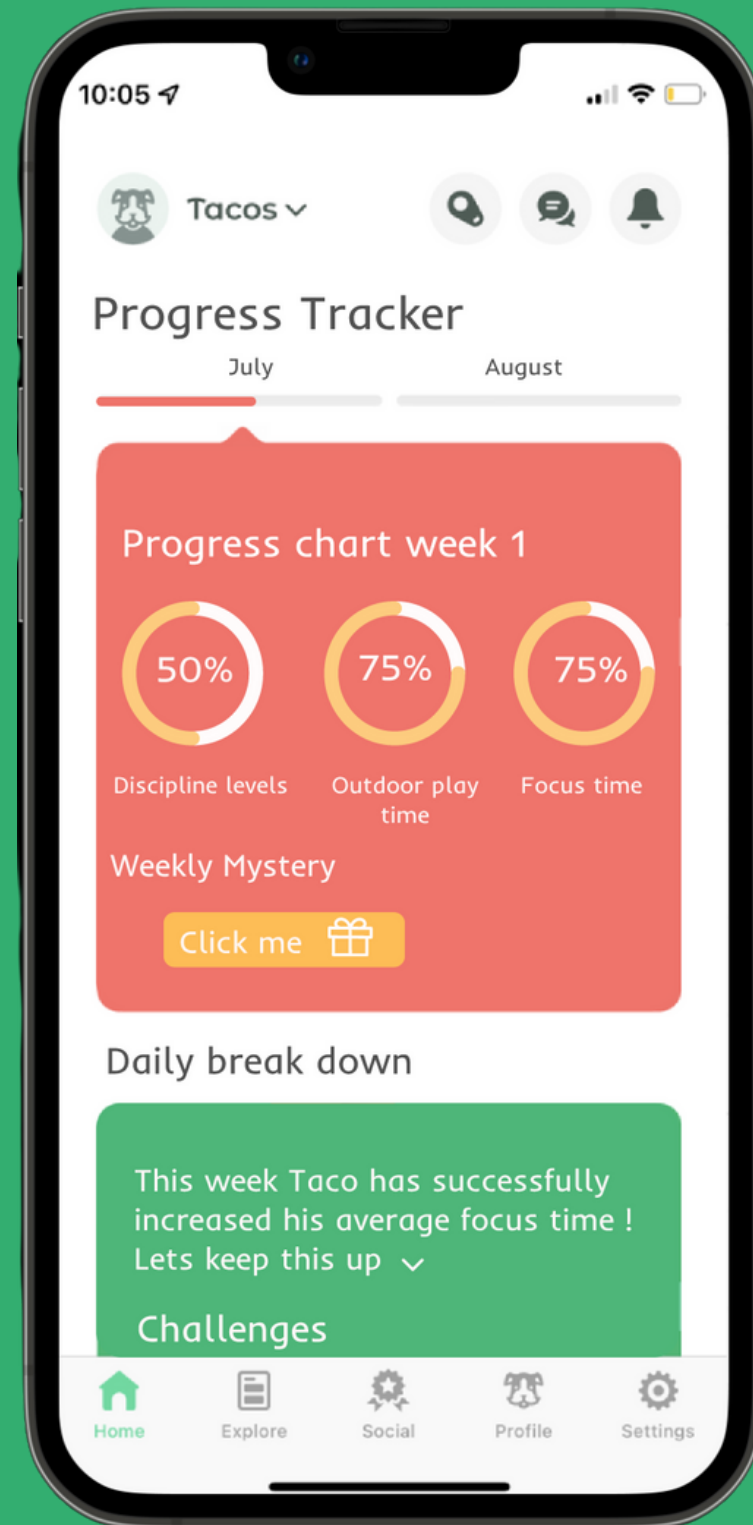 10:05
Tacos
Progress Tracker
July August
Progress chart week 1
50% 75% 75%
Discipline levels Outdoor play time Focus time
Weekly Mystery
Click me
Daily break down
This week Taco has successfully
increased his average focus time !
Lets keep this up
Challenges
Home Explore Social Profile Settings